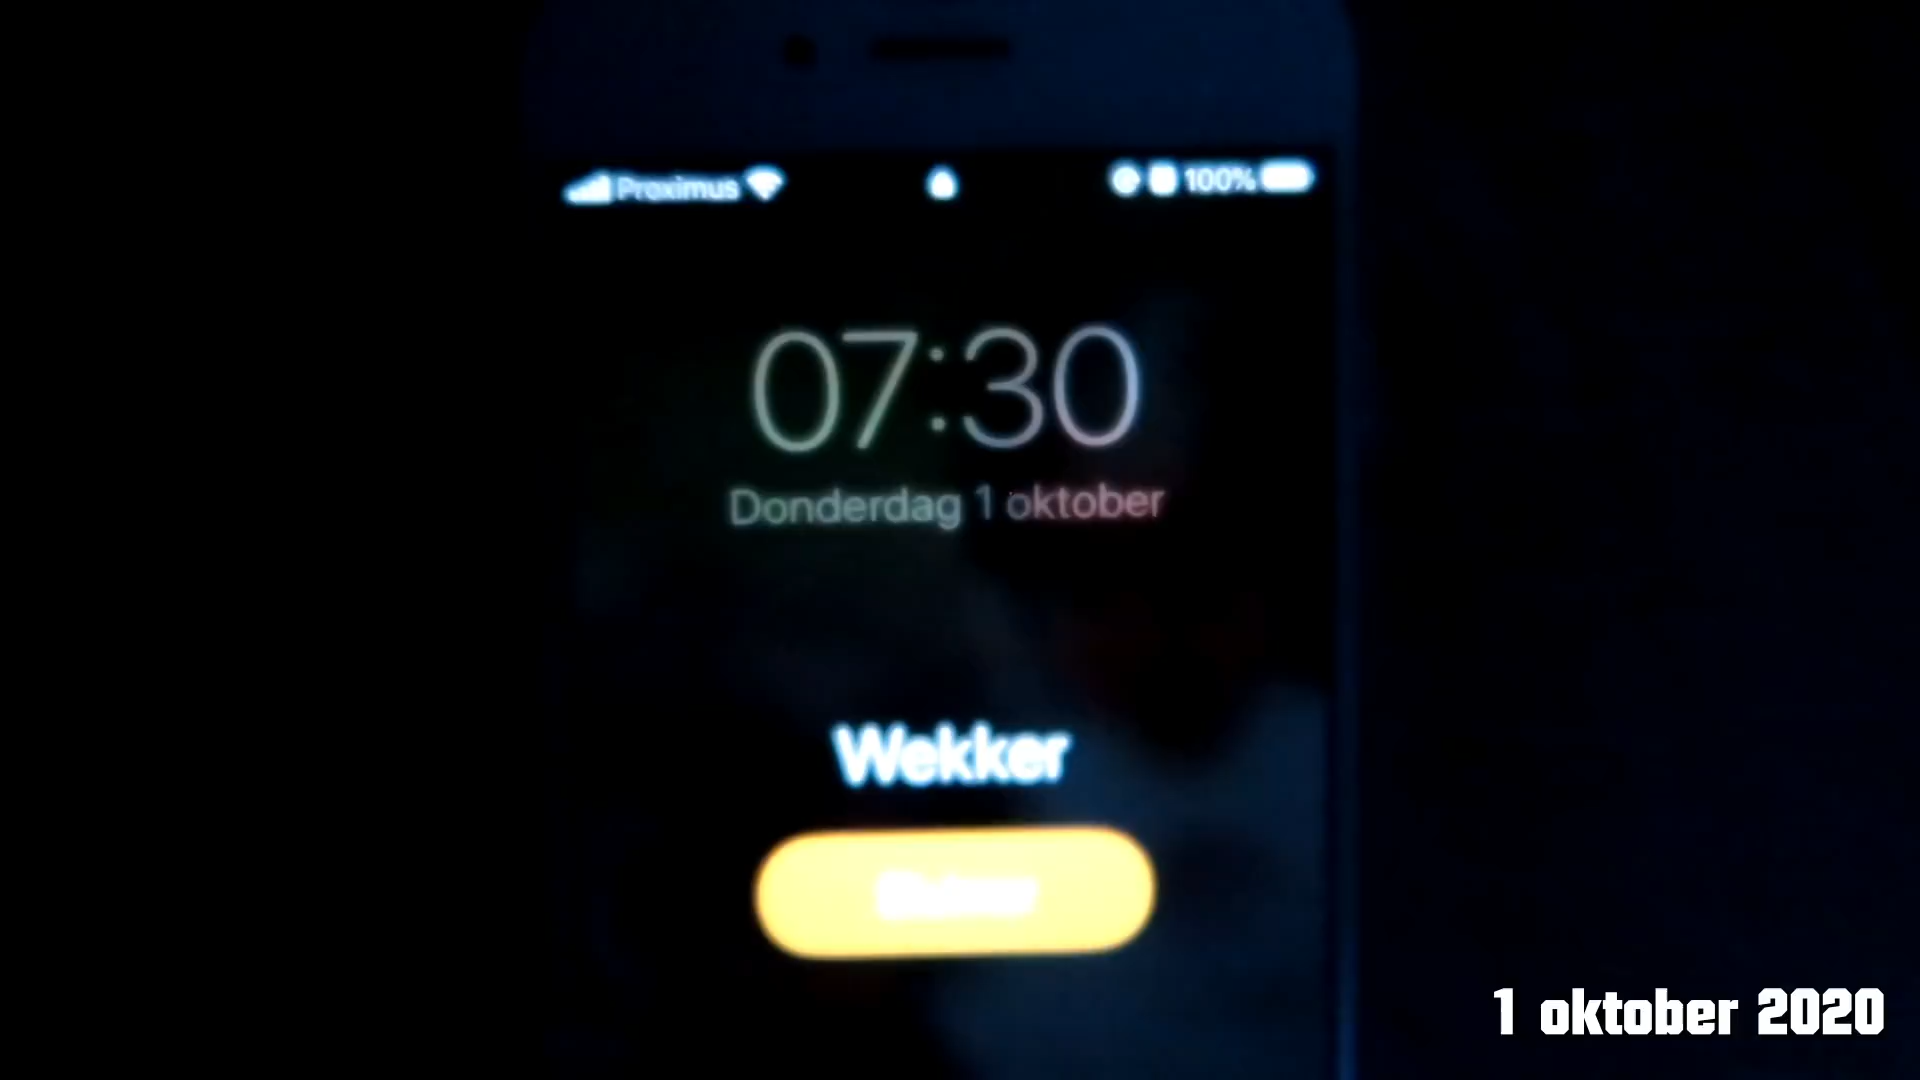 Proximus 100%
07:30
Donderdag 1 oktober
Wekker
1 oktober 2020